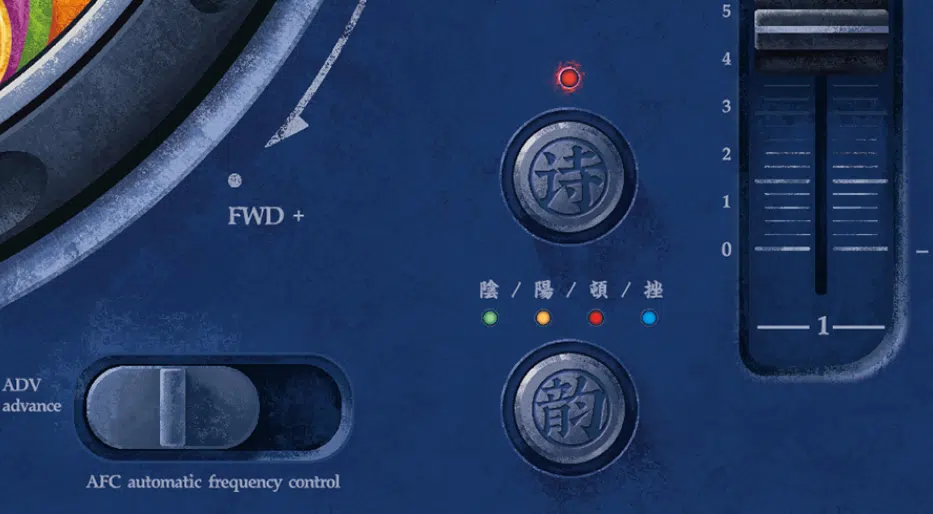 5
4
3
2
1
0
诗
FWD +
陰 / 陽 / 頓 / 挫
1
ADV
advance
韵
AFC automatic frequency control